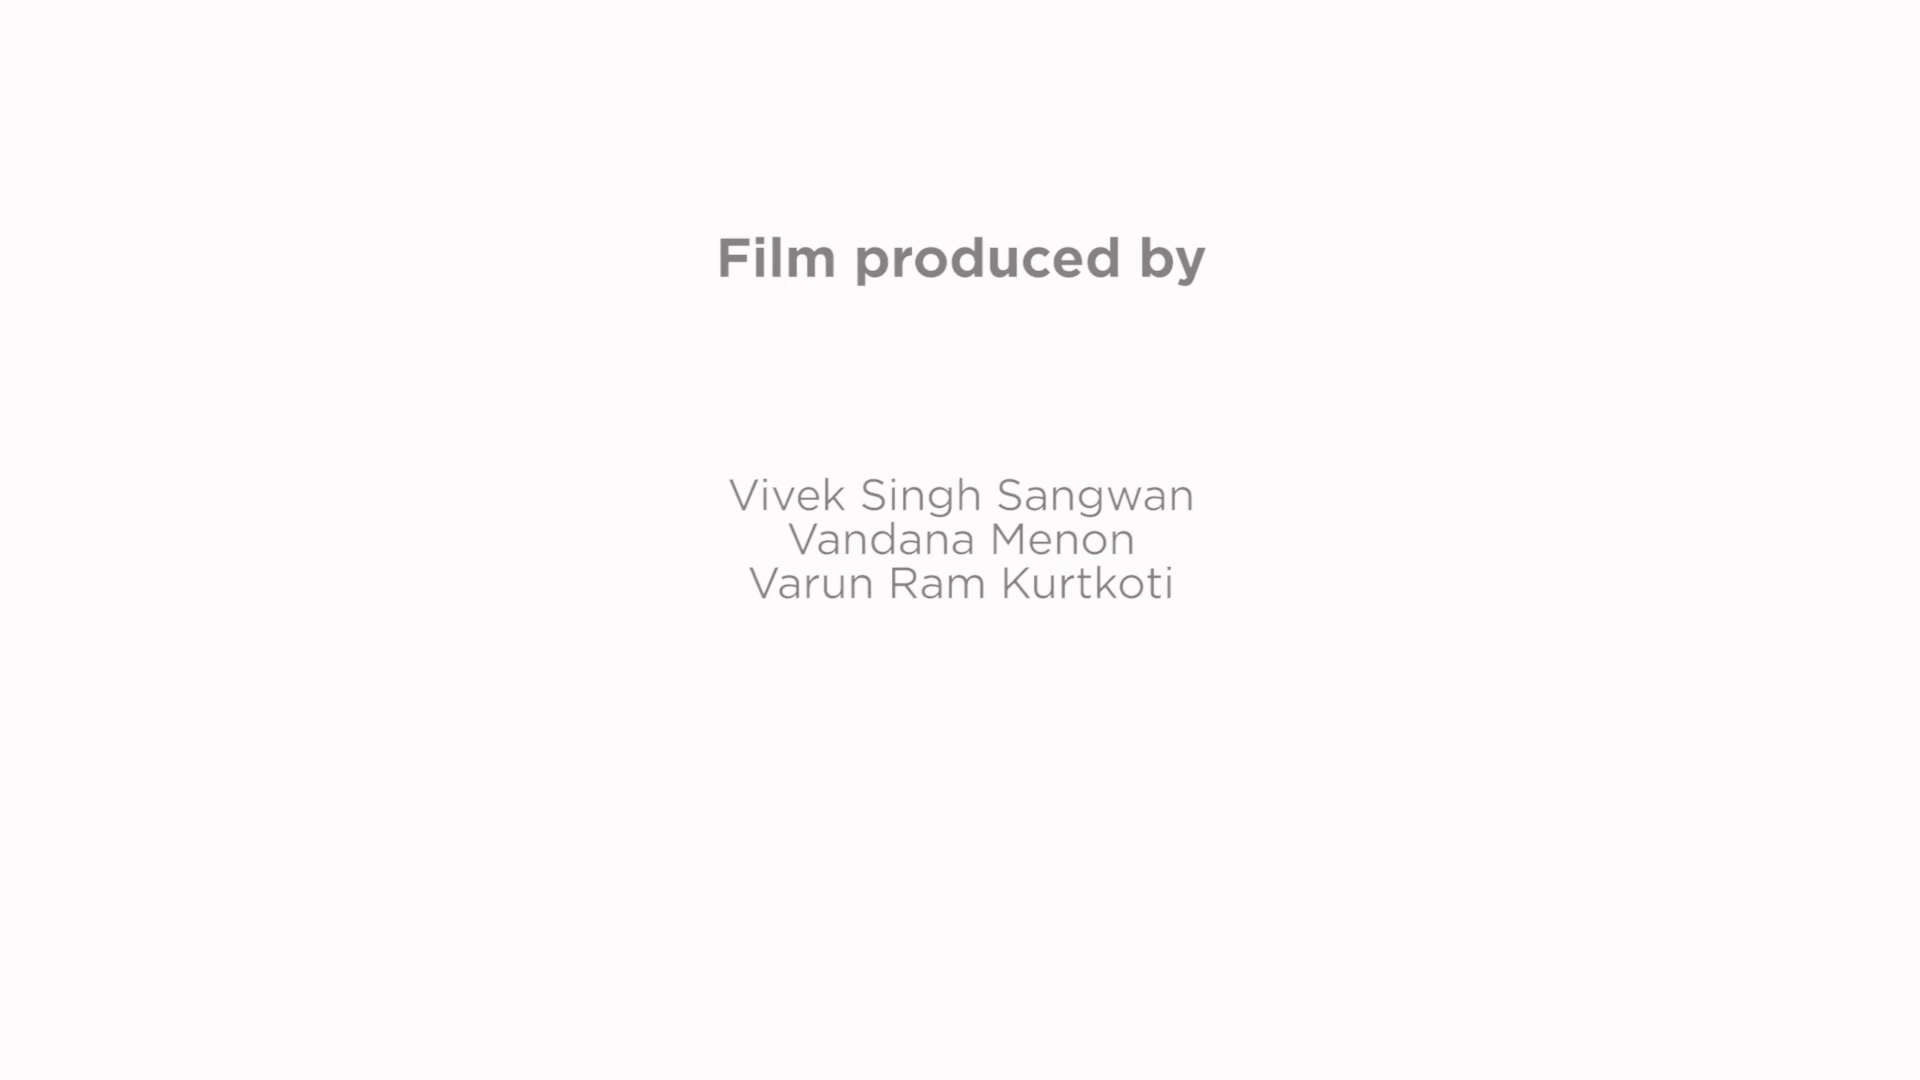 Film produced by
Vivek Singh Sangwan
Vandana Menon
Varun Ram Kurtkoti